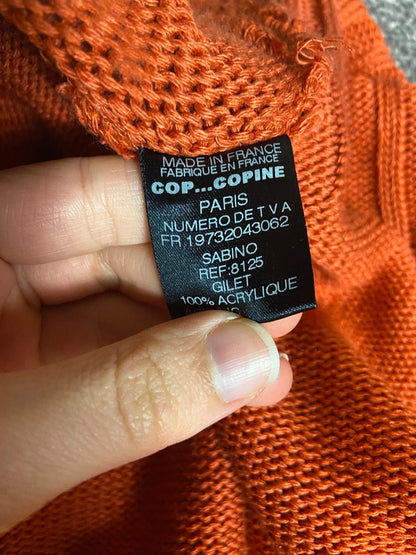 MADE IN FRANCE
FABRIQUE EN FRANCE
COP...COPINE
PARIS
NUMERO DE T V A
FR 19732043062
SABINO
REF:8125
GILET
100% ACRYLIQUE